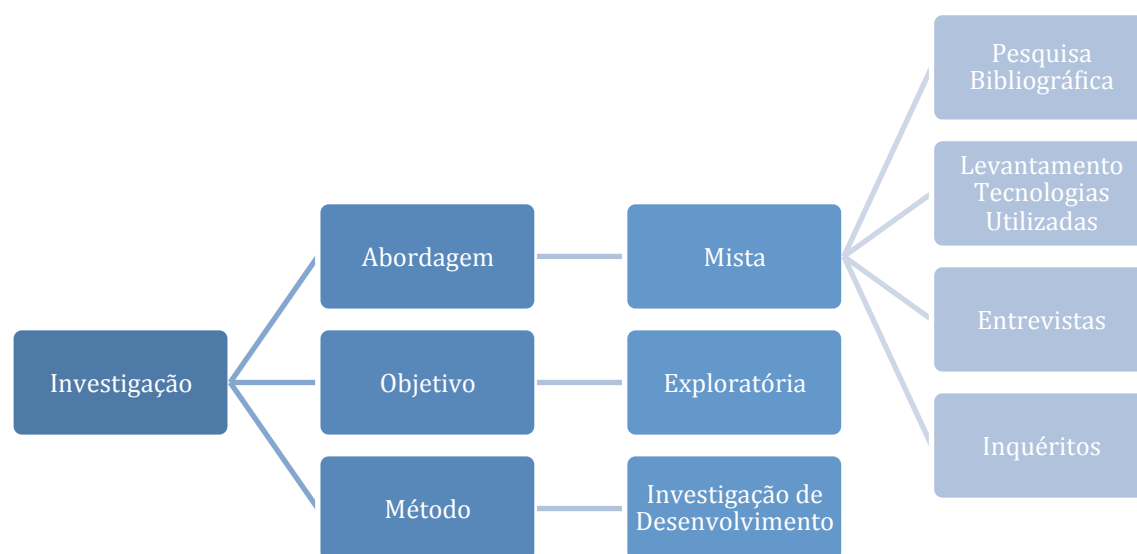 Investigação
Abordagem
Objetivo
Método
Mista
Exploratória
Investigação de
Desenvolvimento
Pesquisa
Bibliográfica
Levantamento
Tecnologias
Utilizadas
Entrevistas
Inquéritos